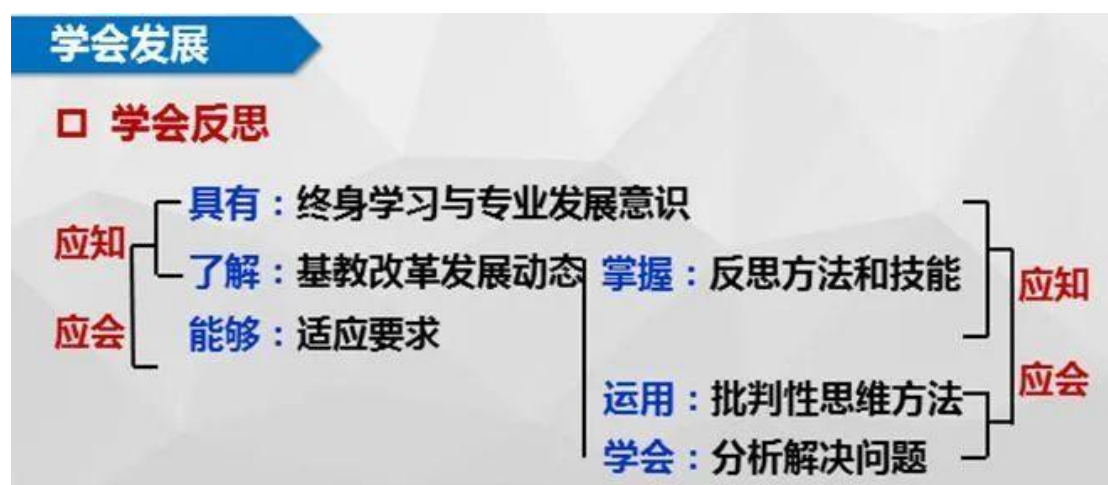 学会发展
学会反思
具有：终身学习与专业发展意识
应知
了解：基教改革发展动态
掌握：反思方法和技能
应知
应会
能够：适应要求
运用：批判性思维方法
应会
学会：分析解决问题